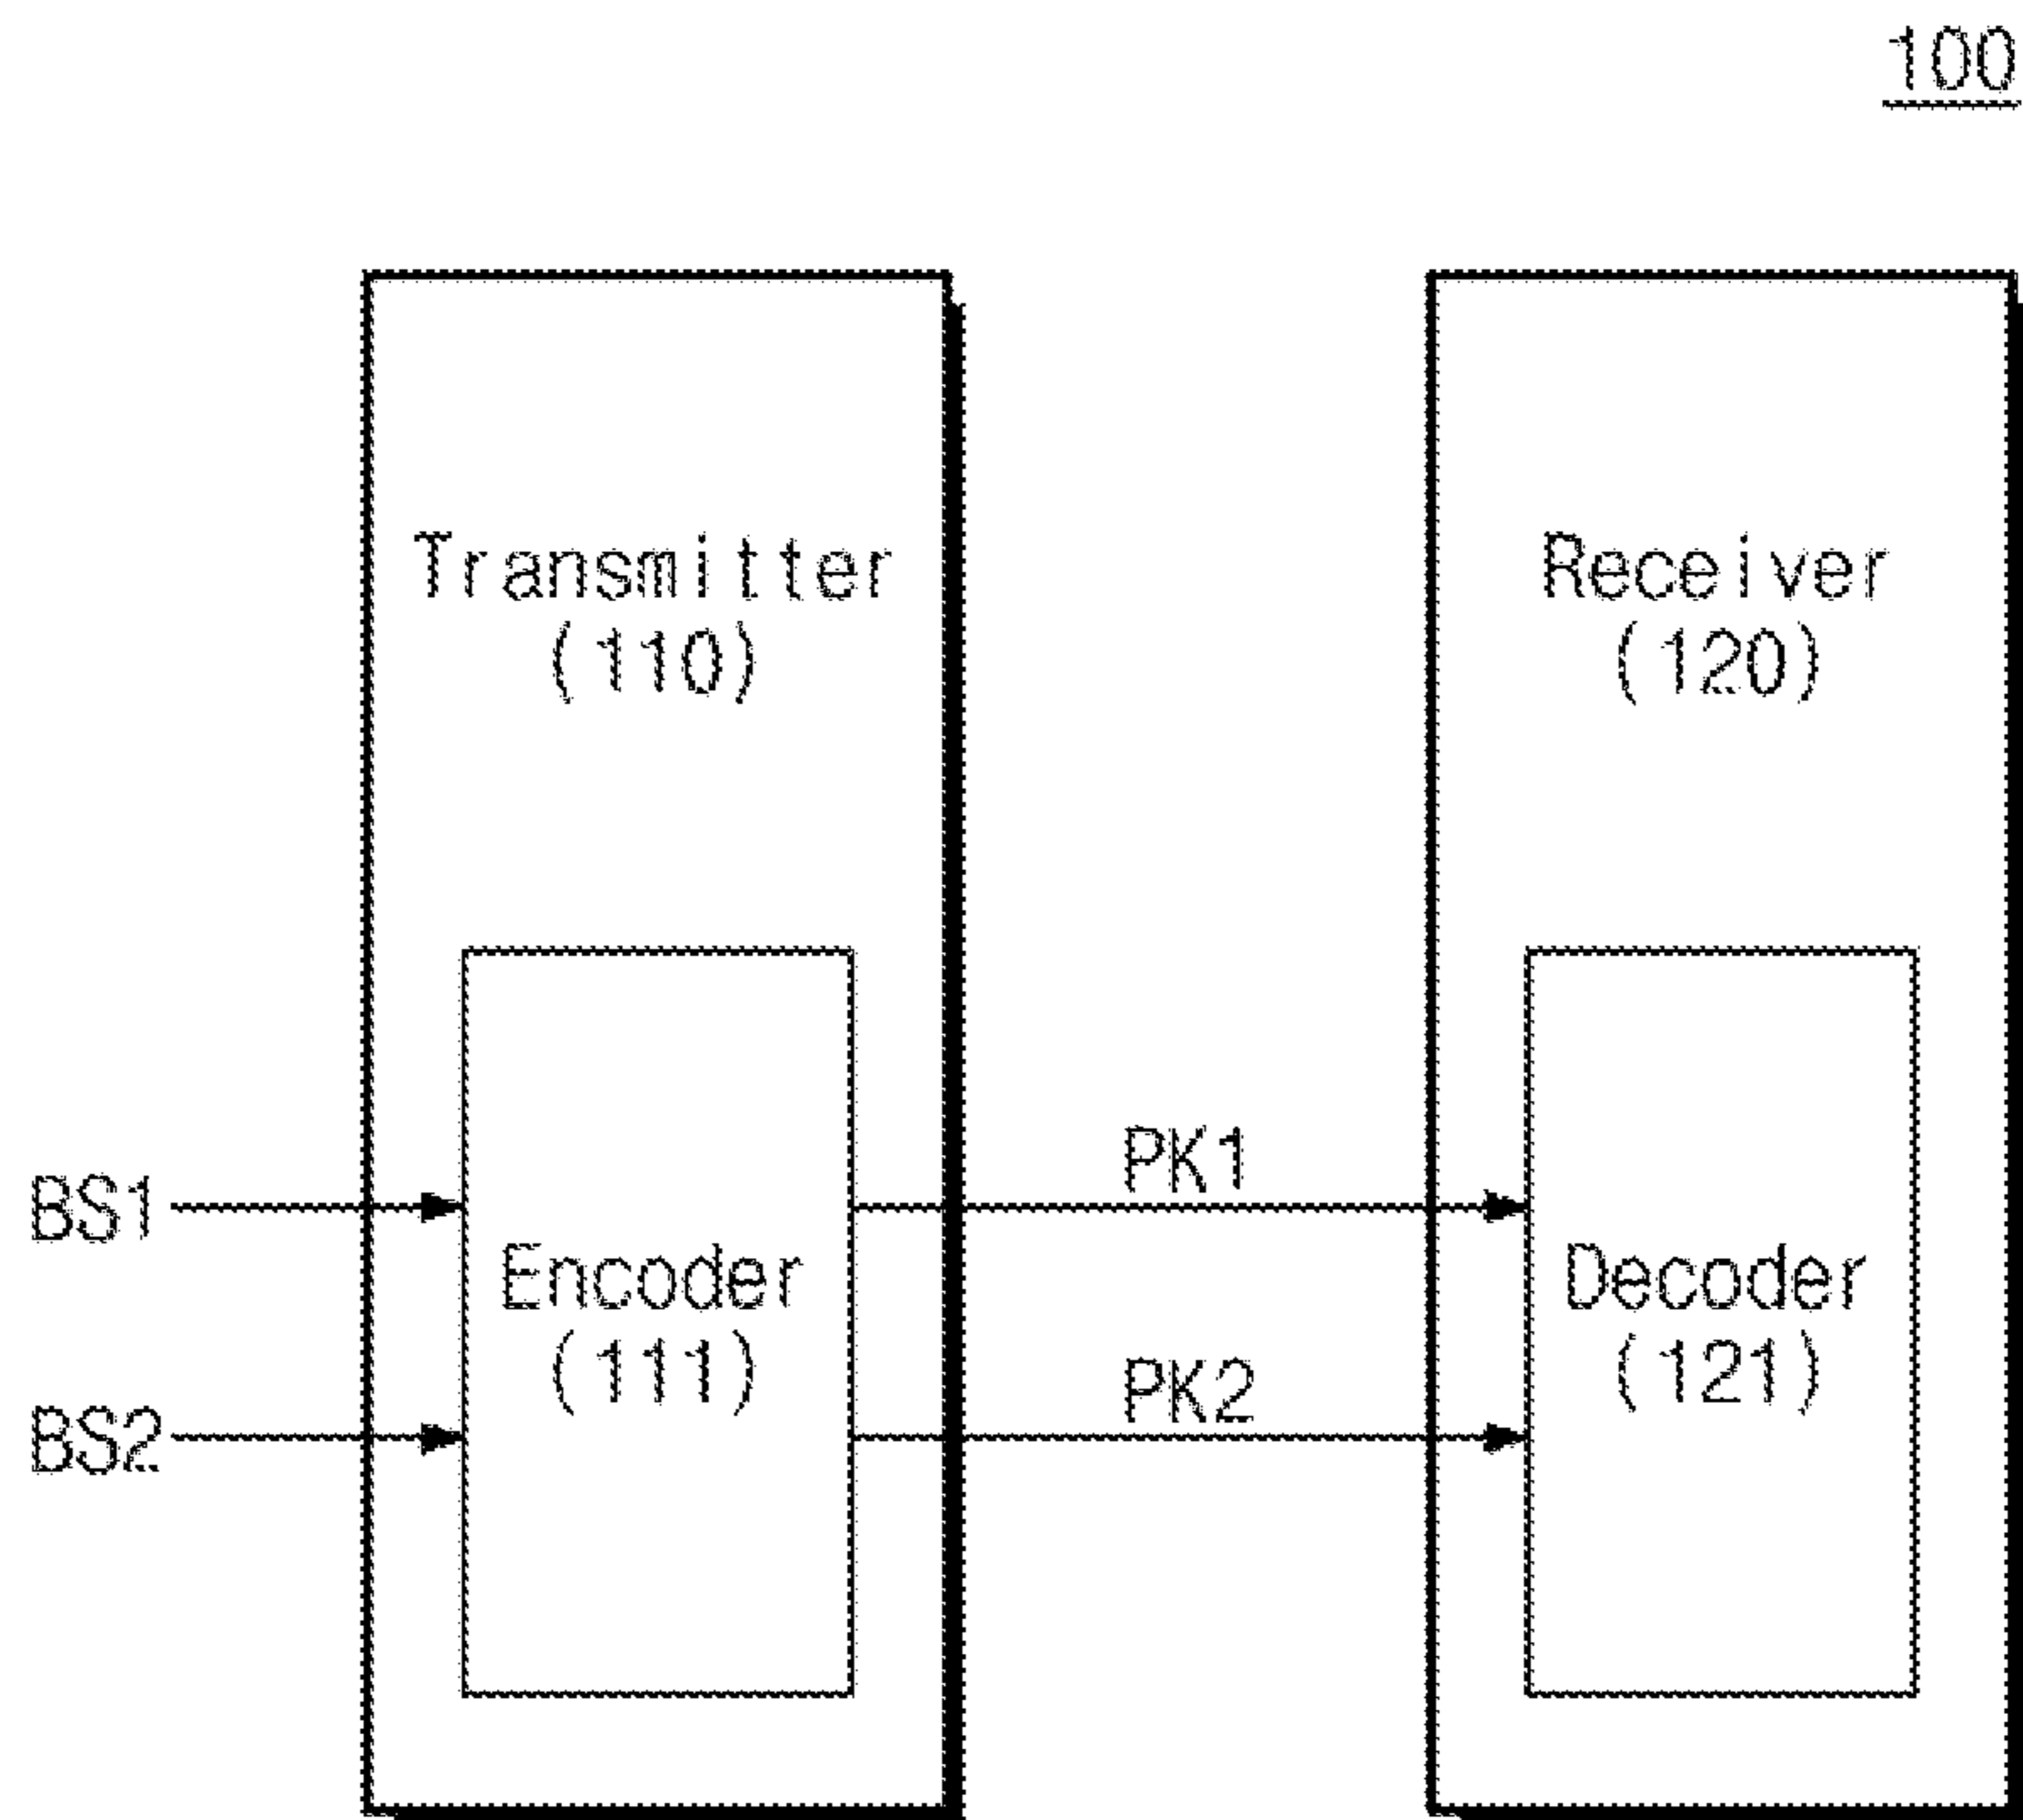 100
Transmitter
(110)
Receiver
(120)
BS1
BS2
Encoder
(111)
PK1
PK2
Decoder
(121)